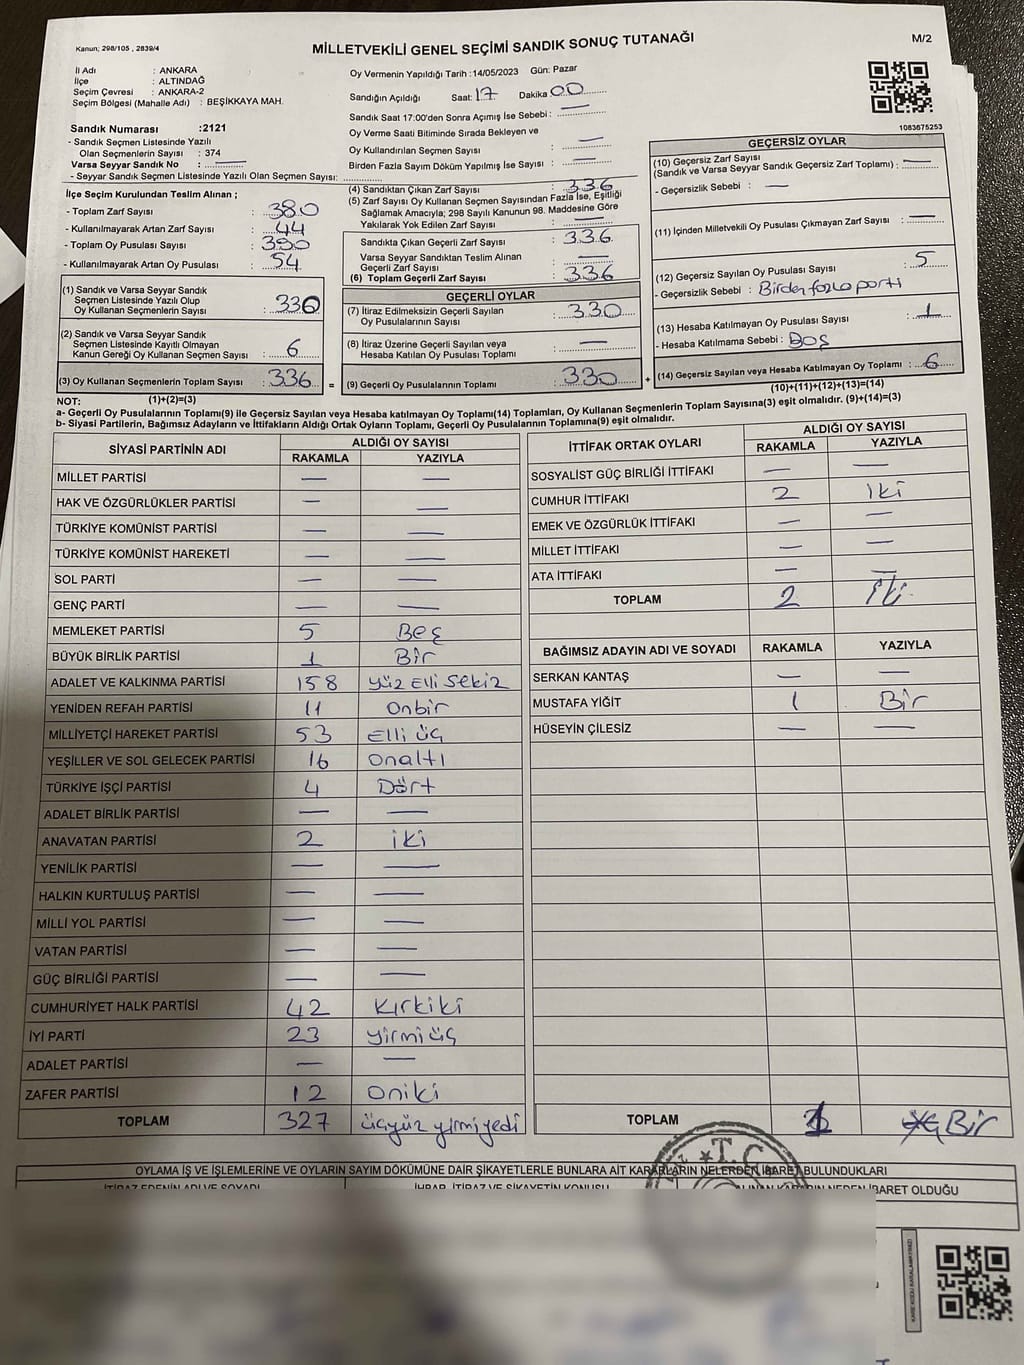 Kanun; 298/105 , 2839/4
MİLLETVEKİLİ GENEL SEÇİMİ SANDIK SONUÇ TUTANAĞI
M/2
İl Adı : ANKARA
İlçe : ALTINDAĞ
Seçim Çevresi : ANKARA-2
Seçim Bölgesi (Mahalle Adı) : BEŞİKKAYA MAH.
Sandık Numarası :2121
- Sandık Seçmen Listesinde Yazılı
Olan Seçmenlerin Sayısı : 374
Varsa Seyyar Sandık No : —
- Seyyar Sandık Seçmen Listesinde Yazılı Olan Seçmen Sayısı:
Oy Vermenin Yapıldığı Tarih :14/05/2023 Gün: Pazar
Sandığın Açıldığı Saat: 17 Dakika 00
Sandık Saat 17:00'den Sonra Açımış İse Sebebi : —
Oy Verme Saati Bitiminde Sırada Bekleyen ve
Oy Kullandırılan Seçmen Sayısı : —
Birden Fazla Sayım Döküm Yapılmış İse Sayısı : —
1083675253
İlçe Seçim Kurulundan Teslim Alınan ;
- Toplam Zarf Sayısı : 380
- Kullanılmayarak Artan Zarf Sayısı : 44
- Toplam Oy Pusulası Sayısı : 390
- Kullanılmayarak Artan Oy Pusulası : 54
(1) Sandık ve Varsa Seyyar Sandık
Seçmen Listesinde Yazılı Olup
Oy Kullanan Seçmenlerin Sayısı : 330
(2) Sandık ve Varsa Seyyar Sandık
Seçmen Listesinde Kayıtlı Olmayan
Kanun Gereği Oy Kullanan Seçmen Sayısı : 6
(3) Oy Kullanan Seçmenlerin Toplam Sayısı : 336
(1)+(2)=(3)
(4) Sandıktan Çıkan Zarf Sayısı : 336
(5) Zarf Sayısı Oy Kullanan Seçmen Sayısından Fazla İse, Eşitliği
Sağlamak Amacıyla; 298 Sayılı Kanunun 98. Maddesine Göre
Yakılarak Yok Edilen Zarf Sayısı : —
Sandıkta Çıkan Geçerli Zarf Sayısı : 336
Varsa Seyyar Sandıktan Teslim Alınan
Geçerli Zarf Sayısı : —
(6) Toplam Geçerli Zarf Sayısı : 336
=
GEÇERLİ OYLAR
(7) İtiraz Edilmeksizin Geçerli Sayılan
Oy Pusulalarının Sayısı : 330
(8) İtiraz Üzerine Geçerli Sayılan veya
Hesaba Katılan Oy Pusulası Toplamı : —
(9) Geçerli Oy Pusulalarının Toplamı : 330
+
GEÇERSİZ OYLAR
(10) Geçersiz Zarf Sayısı
(Sandık ve Varsa Seyyar Sandık Geçersiz Zarf Toplamı) : —
- Geçersizlik Sebebi : —
(11) İçinden Milletvekili Oy Pusulası Çıkmayan Zarf Sayısı : —
(12) Geçersiz Sayılan Oy Pusulası Sayısı : 5
- Geçersizlik Sebebi : Birden fazla parti
(13) Hesaba Katılmayan Oy Pusulası Sayısı : 1
- Hesaba Katılmama Sebebi : Boş
(14) Geçersiz Sayılan veya Hesaba Katılmayan Oy Toplamı : 6
(10)+(11)+(12)+(13)=(14)
NOT:
a- Geçerli Oy Pusulalarının Toplamı(9) ile Geçersiz Sayılan veya Hesaba katılmayan Oy Toplamı(14) Toplamları, Oy Kullanan Seçmenlerin Toplam Sayısına(3) eşit olmalıdır. (9)+(14)=(3)
b- Siyasi Partilerin, Bağımsız Adayların ve İttifakların Aldığı Ortak Oyların Toplamı, Geçerli Oy Pusulalarının Toplamına(9) eşit olmalıdır.
SİYASİ PARTİNİN ADI ALDIĞI OY SAYISI
RAKAMLA YAZIYLA
MİLLET PARTİSİ — —
HAK VE ÖZGÜRLÜKLER PARTİSİ — —
TÜRKİYE KOMÜNİST PARTİSİ — —
TÜRKİYE KOMÜNİST HAREKETİ — —
SOL PARTİ — —
GENÇ PARTİ — —
MEMLEKET PARTİSİ 5 Beş
BÜYÜK BİRLİK PARTİSİ 1 Bir
ADALET VE KALKINMA PARTİSİ 158 Yüz Elli Sekiz
YENİDEN REFAH PARTİSİ 11 Onbir
MİLLİYETÇİ HAREKET PARTİSİ 53 Elli üç
YEŞİLLER VE SOL GELECEK PARTİSİ 16 Onaltı
TÜRKİYE İŞÇİ PARTİSİ 4 Dört
ADALET BİRLİK PARTİSİ — —
ANAVATAN PARTİSİ 2 iki
YENİLİK PARTİSİ — —
HALKIN KURTULUŞ PARTİSİ — —
MİLLİ YOL PARTİSİ — —
VATAN PARTİSİ — —
GÜÇ BİRLİĞİ PARTİSİ — —
CUMHURİYET HALK PARTİSİ 42 Kırkiki
İYİ PARTİ 23 Yirmi üç
ADALET PARTİSİ — —
ZAFER PARTİSİ 12 Oniki
TOPLAM 327 üçyüz yirmi yedi
İTTİFAK ORTAK OYLARI ALDIĞI OY SAYISI
RAKAMLA YAZIYLA
SOSYALİST GÜÇ BİRLİĞİ İTTİFAKI — —
CUMHUR İTTİFAKI 2 İki
EMEK VE ÖZGÜRLÜK İTTİFAKI — —
MİLLET İTTİFAKI — —
ATA İTTİFAKI — —
TOPLAM 2 İki
BAĞIMSIZ ADAYIN ADI VE SOYADI RAKAMLA YAZIYLA
SERKAN KANTAŞ — —
MUSTAFA YİĞİT 1 Bir
HÜSEYİN ÇİLESİZ — —
TOPLAM 1 Bir
T.C.
OYLAMA İŞ VE İŞLEMLERİNE VE OYLARIN SAYIM DÖKÜMÜNE DAİR ŞİKAYETLERLE BUNLARA AİT KARARLARIN NELERDEN İBARET BULUNDUKLARI
İTİRAZ EDENİN ADI VE SOYADI İHBAR, İTİRAZ VE ŞİKAYETİN KONUSU ALINAN KARARIN NEDEN İBARET OLDUĞU